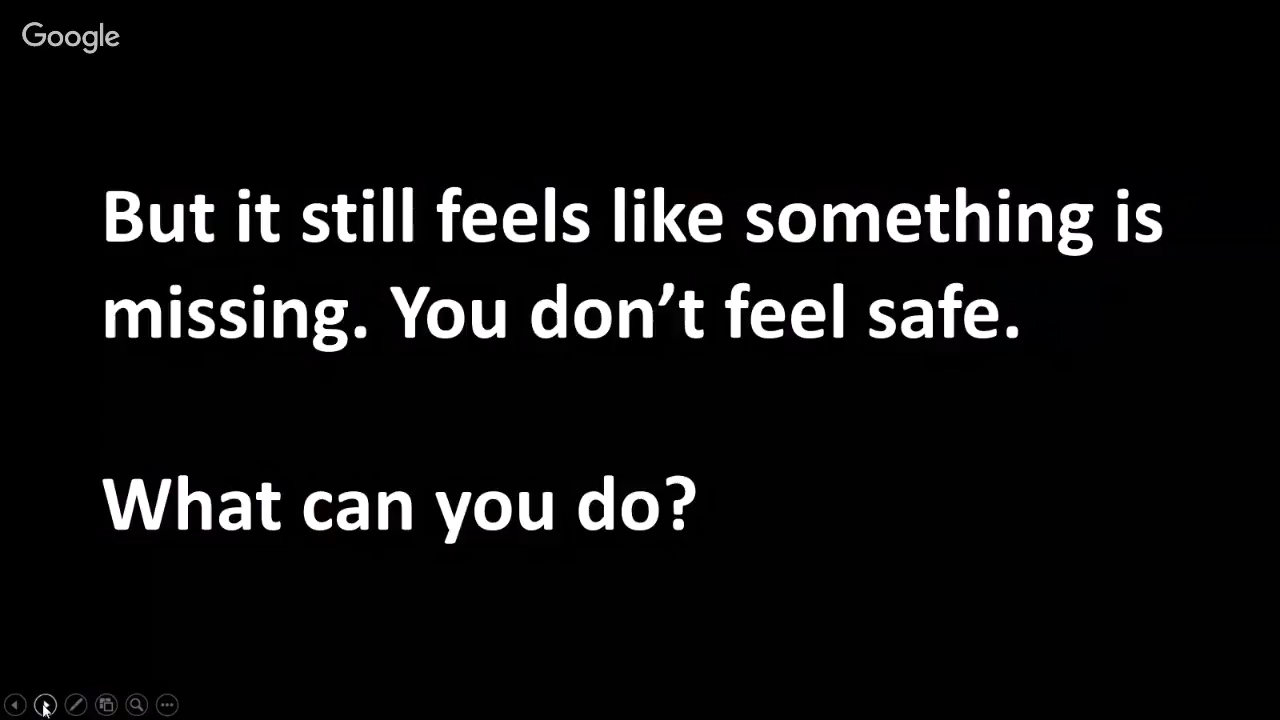 Google
But it still feels like something is
missing. You don’t feel safe.
What can you do?